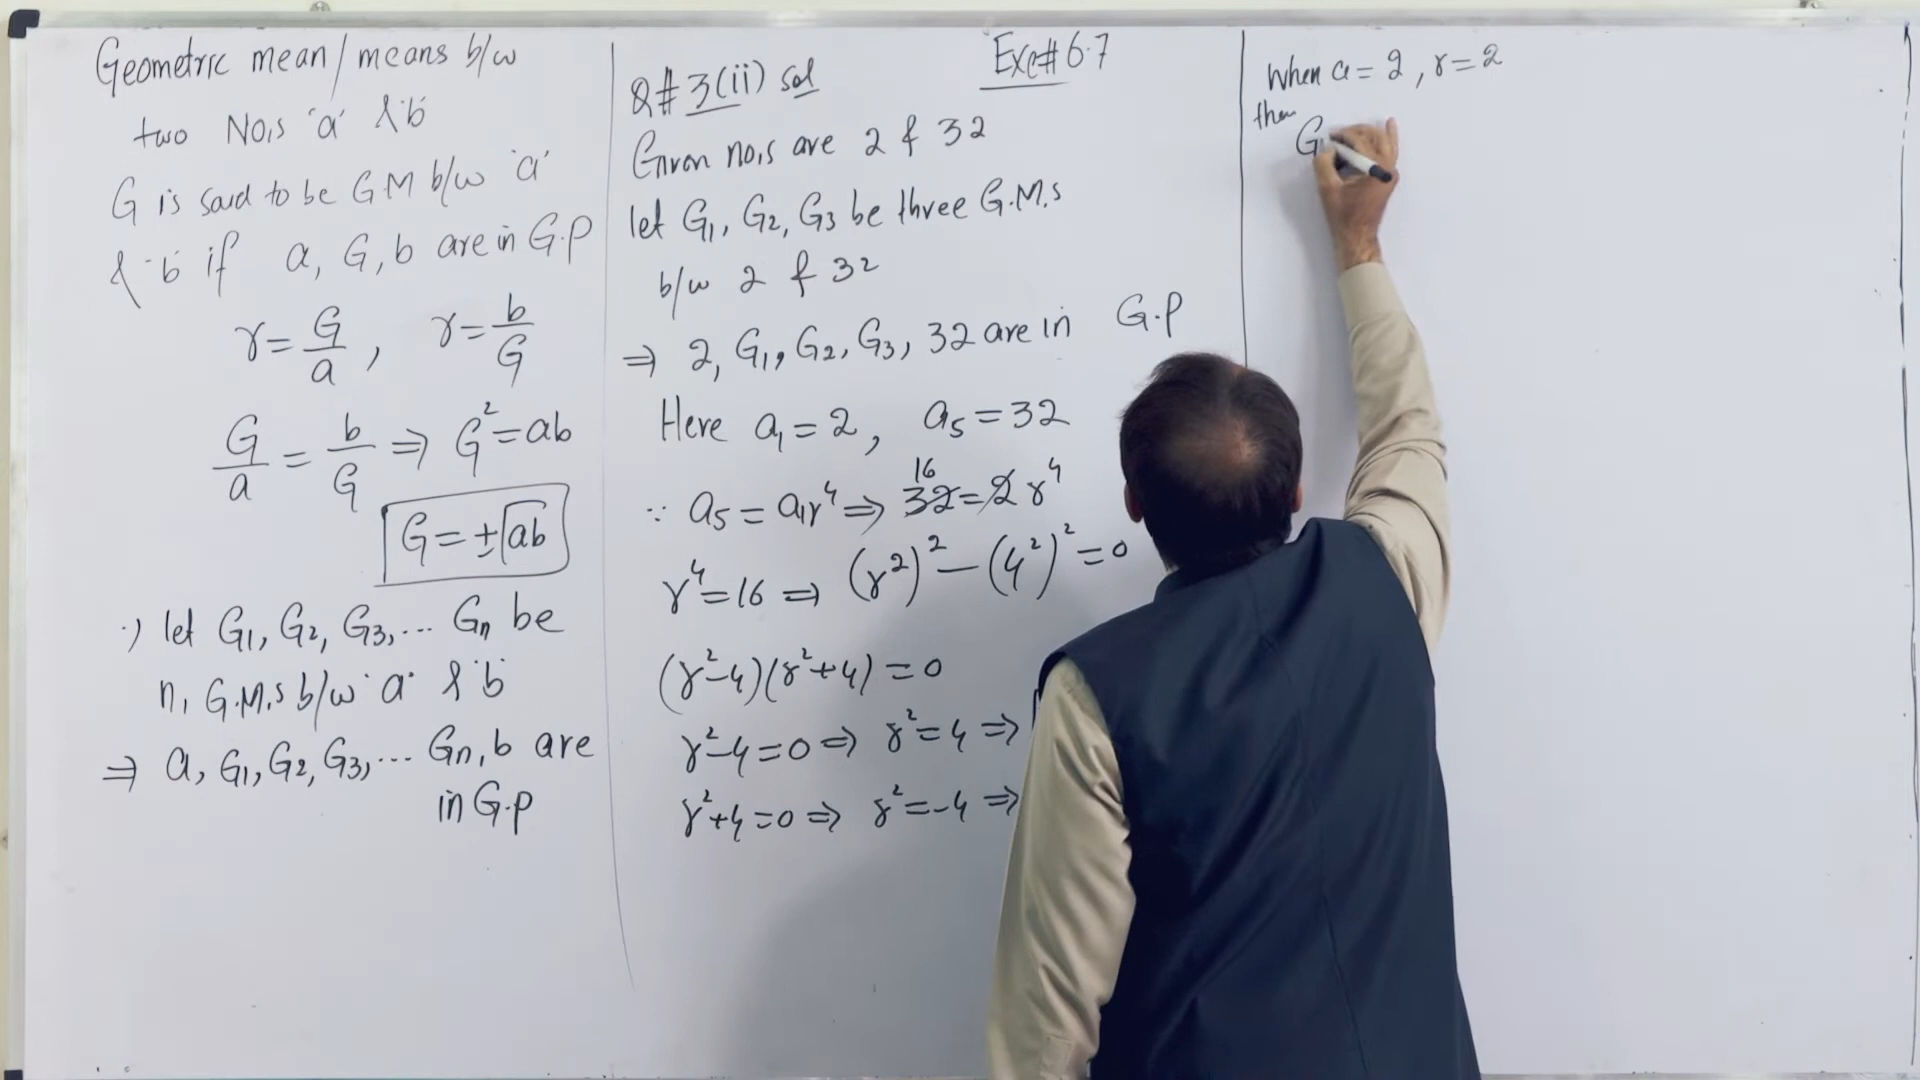 Geometric mean/means b/w
two No,s 'a' & 'b'
G is said to be G.M b/w 'a'
& 'b' if a, G, b are in G.P
r = G/a , r = b/G
G/a = b/G ⇒ G² = ab
G = ±√ab
·) let G₁, G₂, G₃, ... Gₙ be
n, G.M,s b/w 'a' & 'b'
⇒ a, G₁, G₂, G₃, ... Gₙ, b are
in G.P
Exe# 6.7
Q# 3(ii) sol
Given no,s are 2 & 32
let G₁, G₂, G₃ be three G.M,s
b/w 2 & 32
⇒ 2, G₁, G₂, G₃, 32 are in G.P
Here a₁ = 2, a₅ = 32
16
∵ a₅ = a₁r⁴ ⇒ 32 = 2 r⁴
r⁴ = 16 ⇒ (r²)² − (4²)² = 0
(r²−4)(r²+4) = 0
r²−4 = 0 ⇒ r² = 4 ⇒
r²+4 = 0 ⇒ r² = −4 ⇒
When a = 2, r = 2
then
G